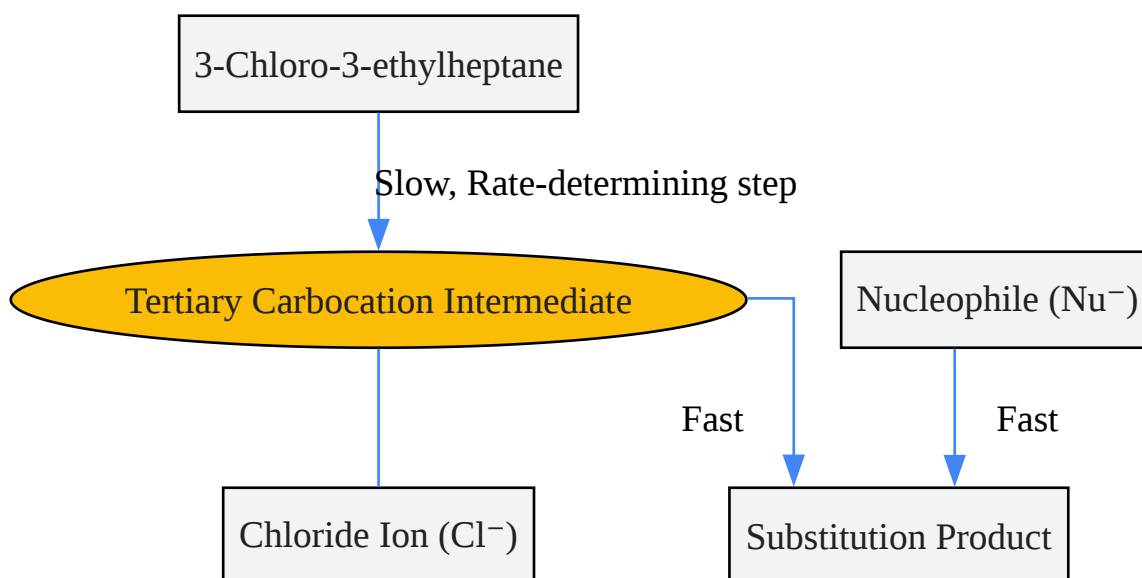 3-Chloro-3-ethylheptane
Slow, Rate-determining step
Tertiary Carbocation Intermediate
Nucleophile (Nu⁻)
Fast
Fast
Chloride Ion (Cl⁻)
Substitution Product